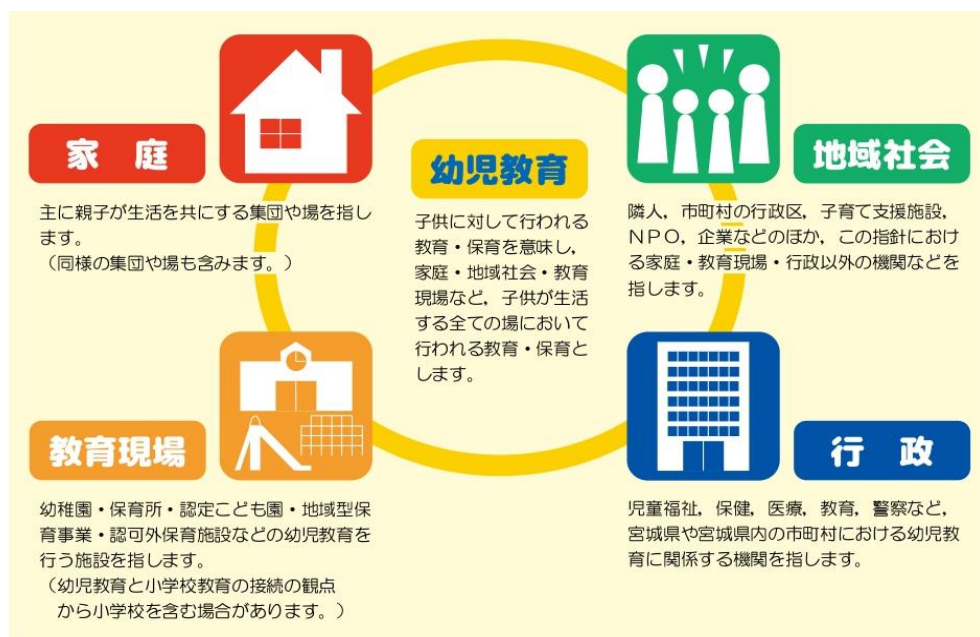 家庭
主に親子が生活を共にする集団や場を指し
ます。
（同様の集団や場も含みます。）
幼児教育
子供に対して行われる
教育・保育を意味し，
家庭・地域社会・教育
現場など，子供が生活
する全ての場において
行われる教育・保育と
します。
地域社会
隣人，市町村の行政区，子育て支援施設，
ＮＰＯ，企業などのほか，この指針におけ
る家庭・教育現場・行政以外の機関などを
指します。
教育現場
幼稚園・保育所・認定こども園・地域型保
育事業・認可外保育施設などの幼児教育を
行う施設を指します。
（幼児教育と小学校教育の接続の観点
から小学校を含む場合があります。）
行政
児童福祉，保健，医療，教育，警察など，
宮城県や宮城県内の市町村における幼児教
育に関係する機関を指します。